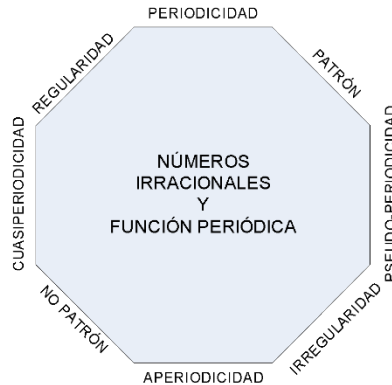 PERIODICIDAD
REGULARIDAD
PATRÓN
CUASIPERIODICIDAD
NÚMEROS
IRRACIONALES
Y
FUNCIÓN PERIÓDICA
PSEUDO-PERIODICIDAD
NO PATRÓN
IRREGULARIDAD
APERIODICIDAD